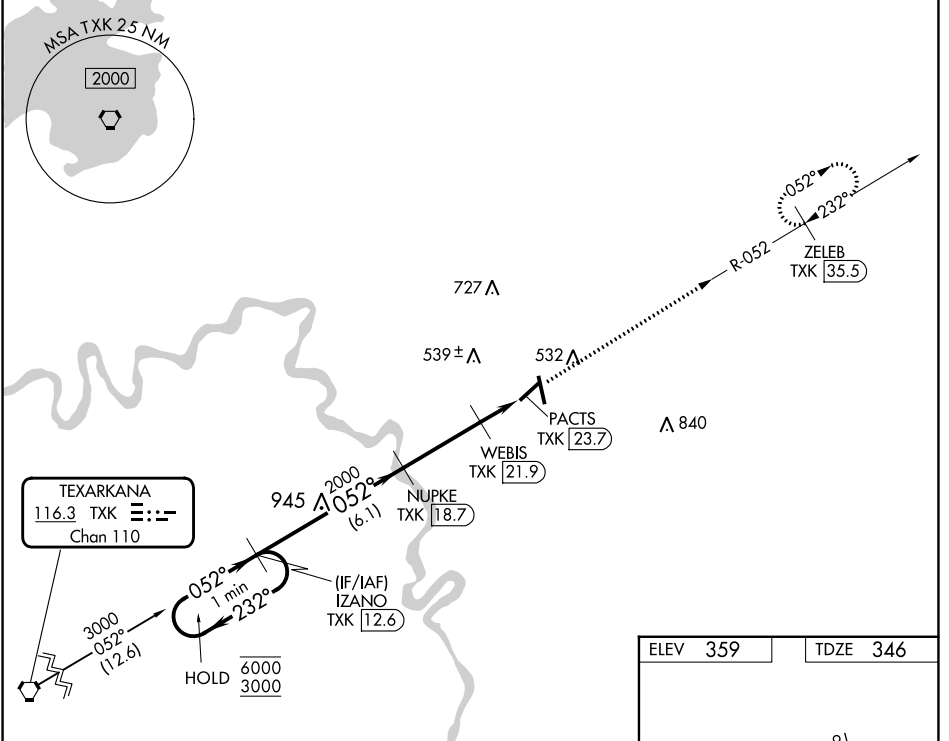 MSA TXK 25 NM
2000
052°
232°
R-052
ZELEB
TXK 35.5
727
539 ±
532
PACTS
TXK 23.7
840
WEBIS
TXK 21.9
945
2000
052°
(6.1)
NUPKE
TXK 18.7
TEXARKANA
116.3 TXK
Chan 110
052°
1 min
232°
(IF/IAF)
IZANO
TXK 12.6
3000
052°
(12.6)
HOLD
6000
3000
ELEV 359
TDZE 346